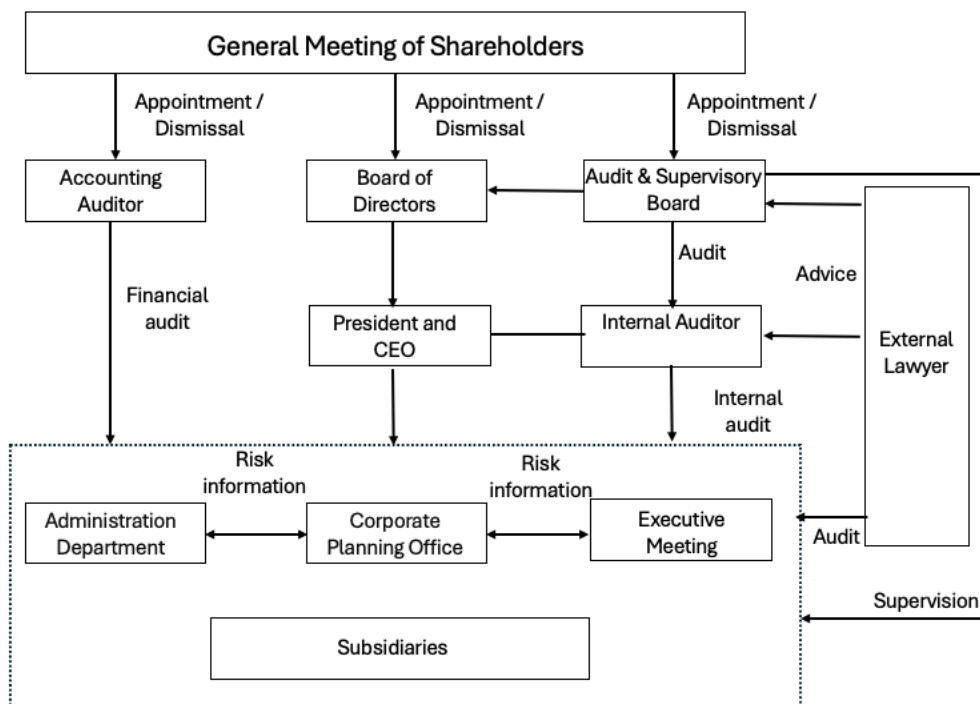 General Meeting of Shareholders
Appointment /
Dismissal
Appointment /
Dismissal
Appointment /
Dismissal
Accounting
Auditor
Board of
Directors
Audit & Supervisory
Board
Audit
Advice
Financial
audit
President and
CEO
Internal Auditor
External
Lawyer
Internal
audit
Risk
information
Risk
information
Administration
Department
Corporate
Planning Office
Executive
Meeting
Audit
Supervision
Subsidiaries